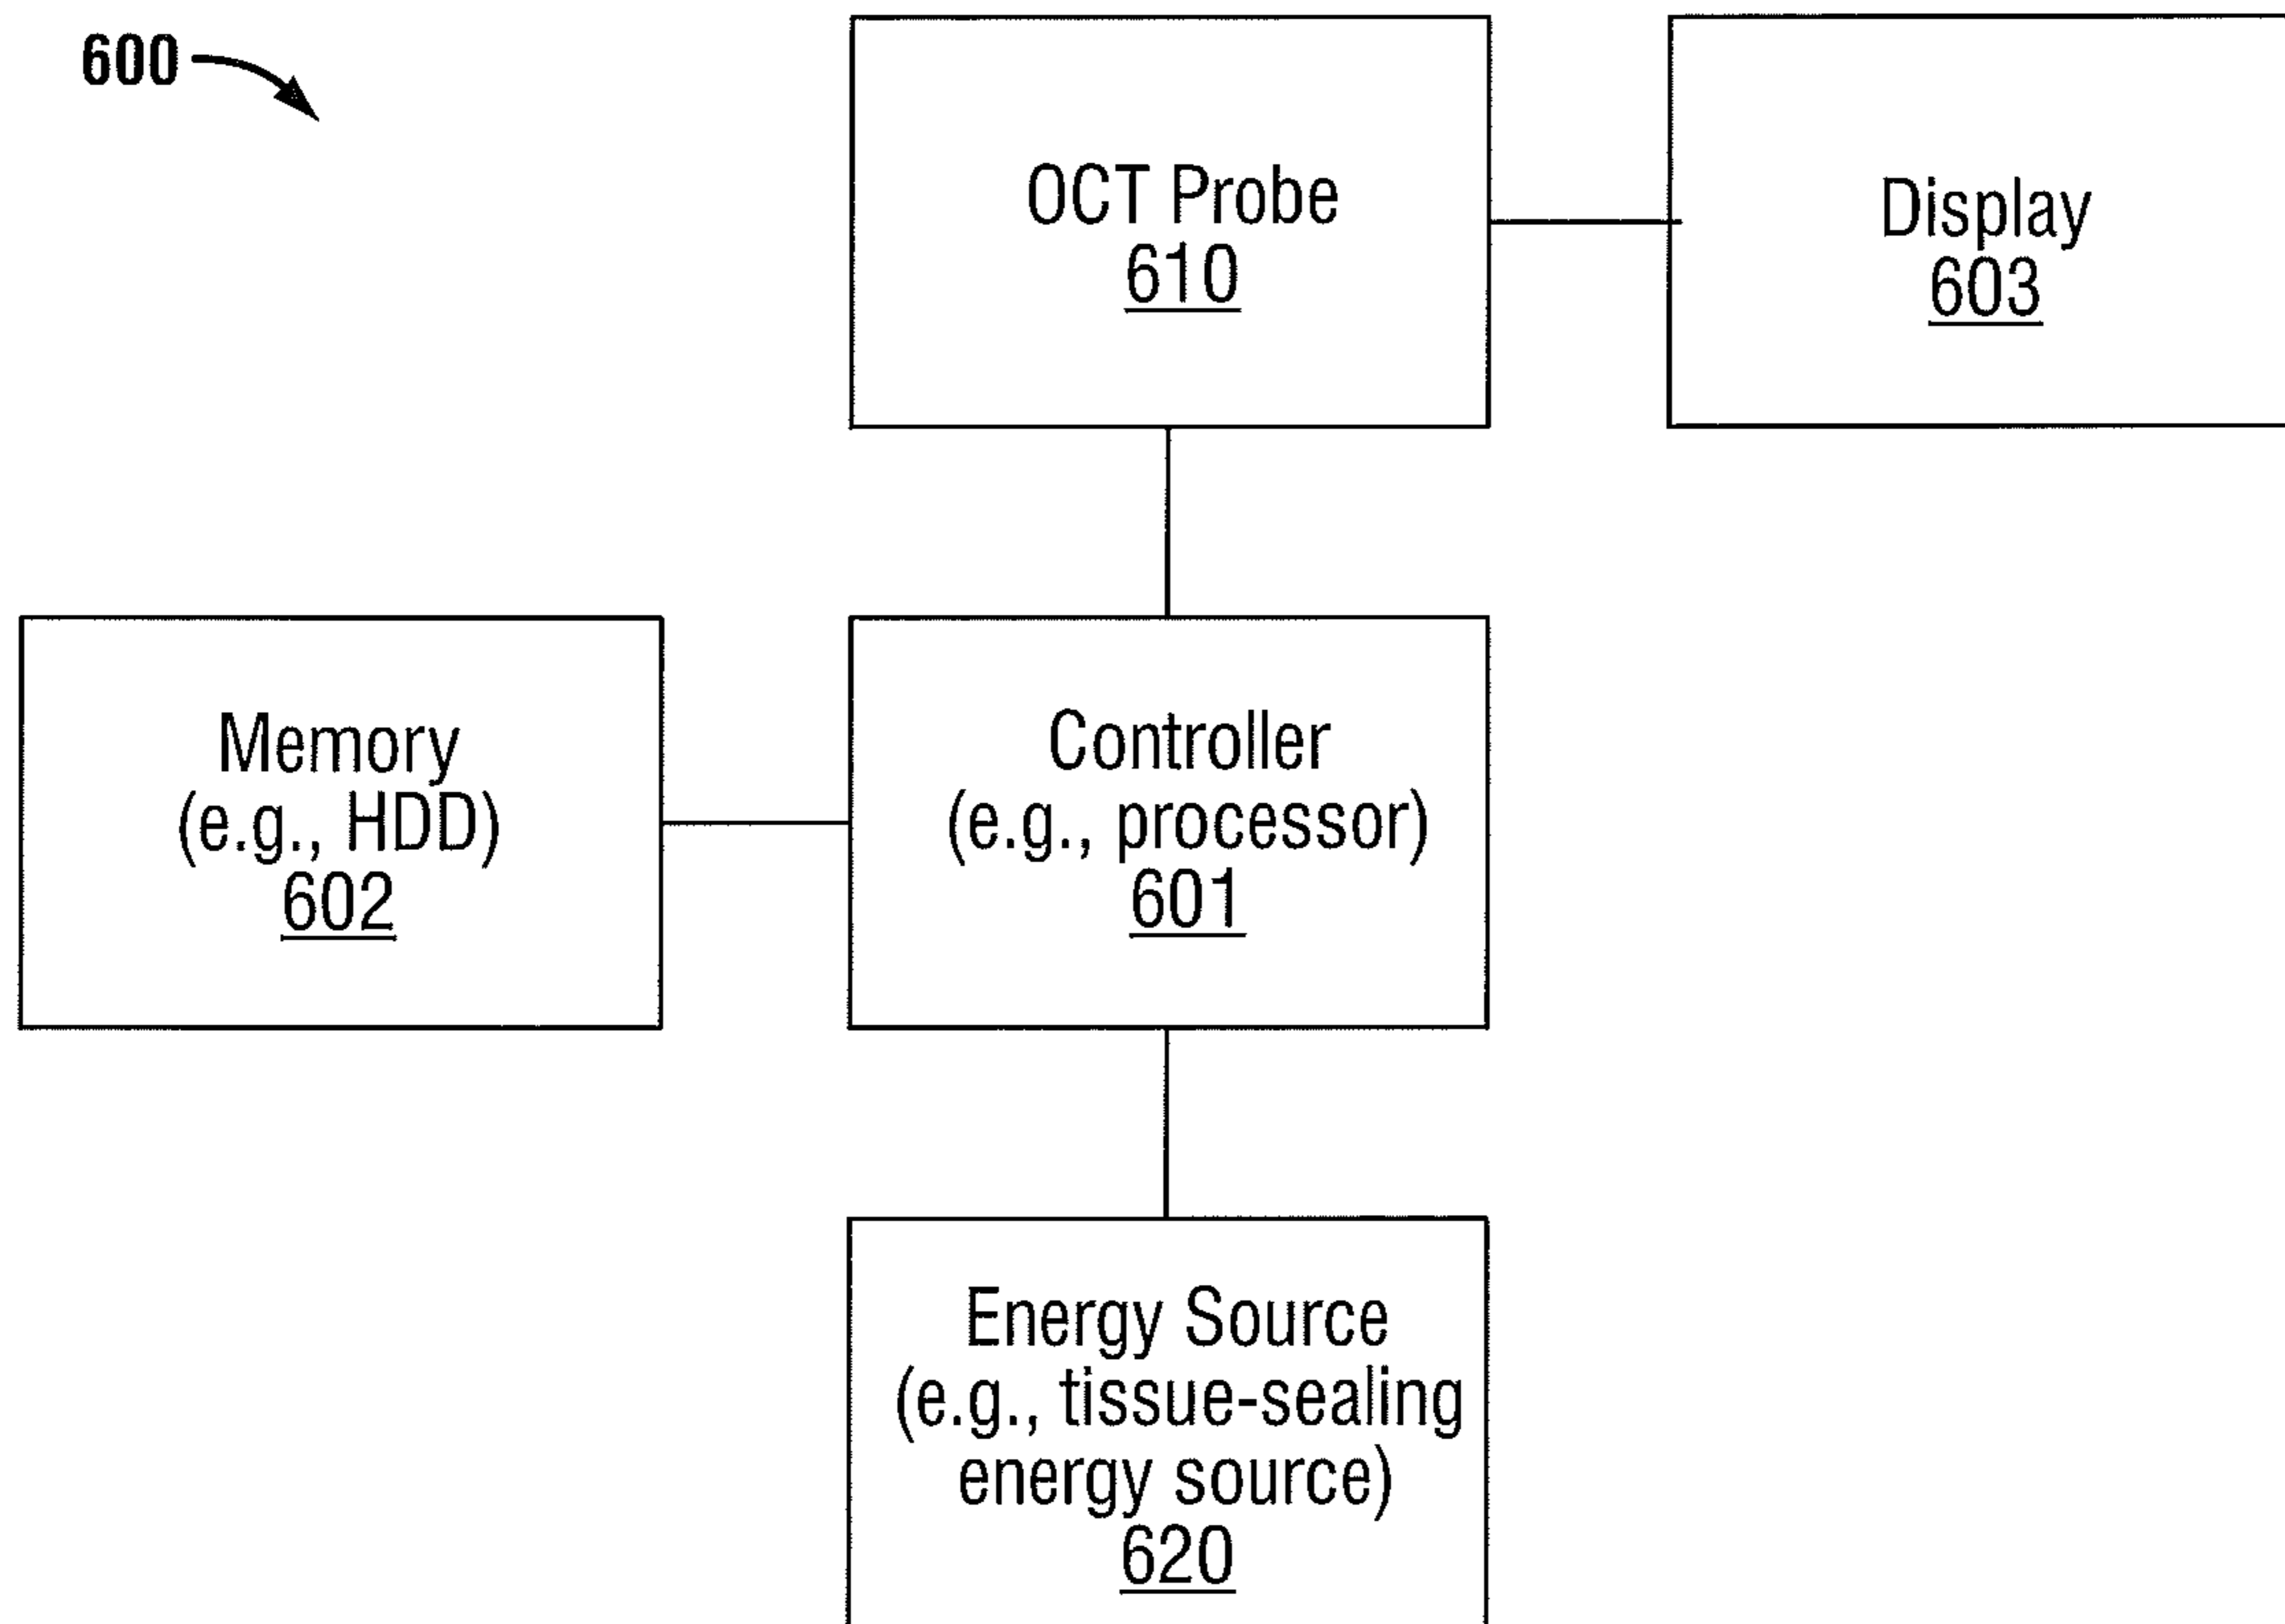 600
OCT Probe
610
Display
603
Memory
(e.g., HDD)
602
Controller
(e.g., processor)
601
Energy Source
(e.g., tissue-sealing
energy source)
620